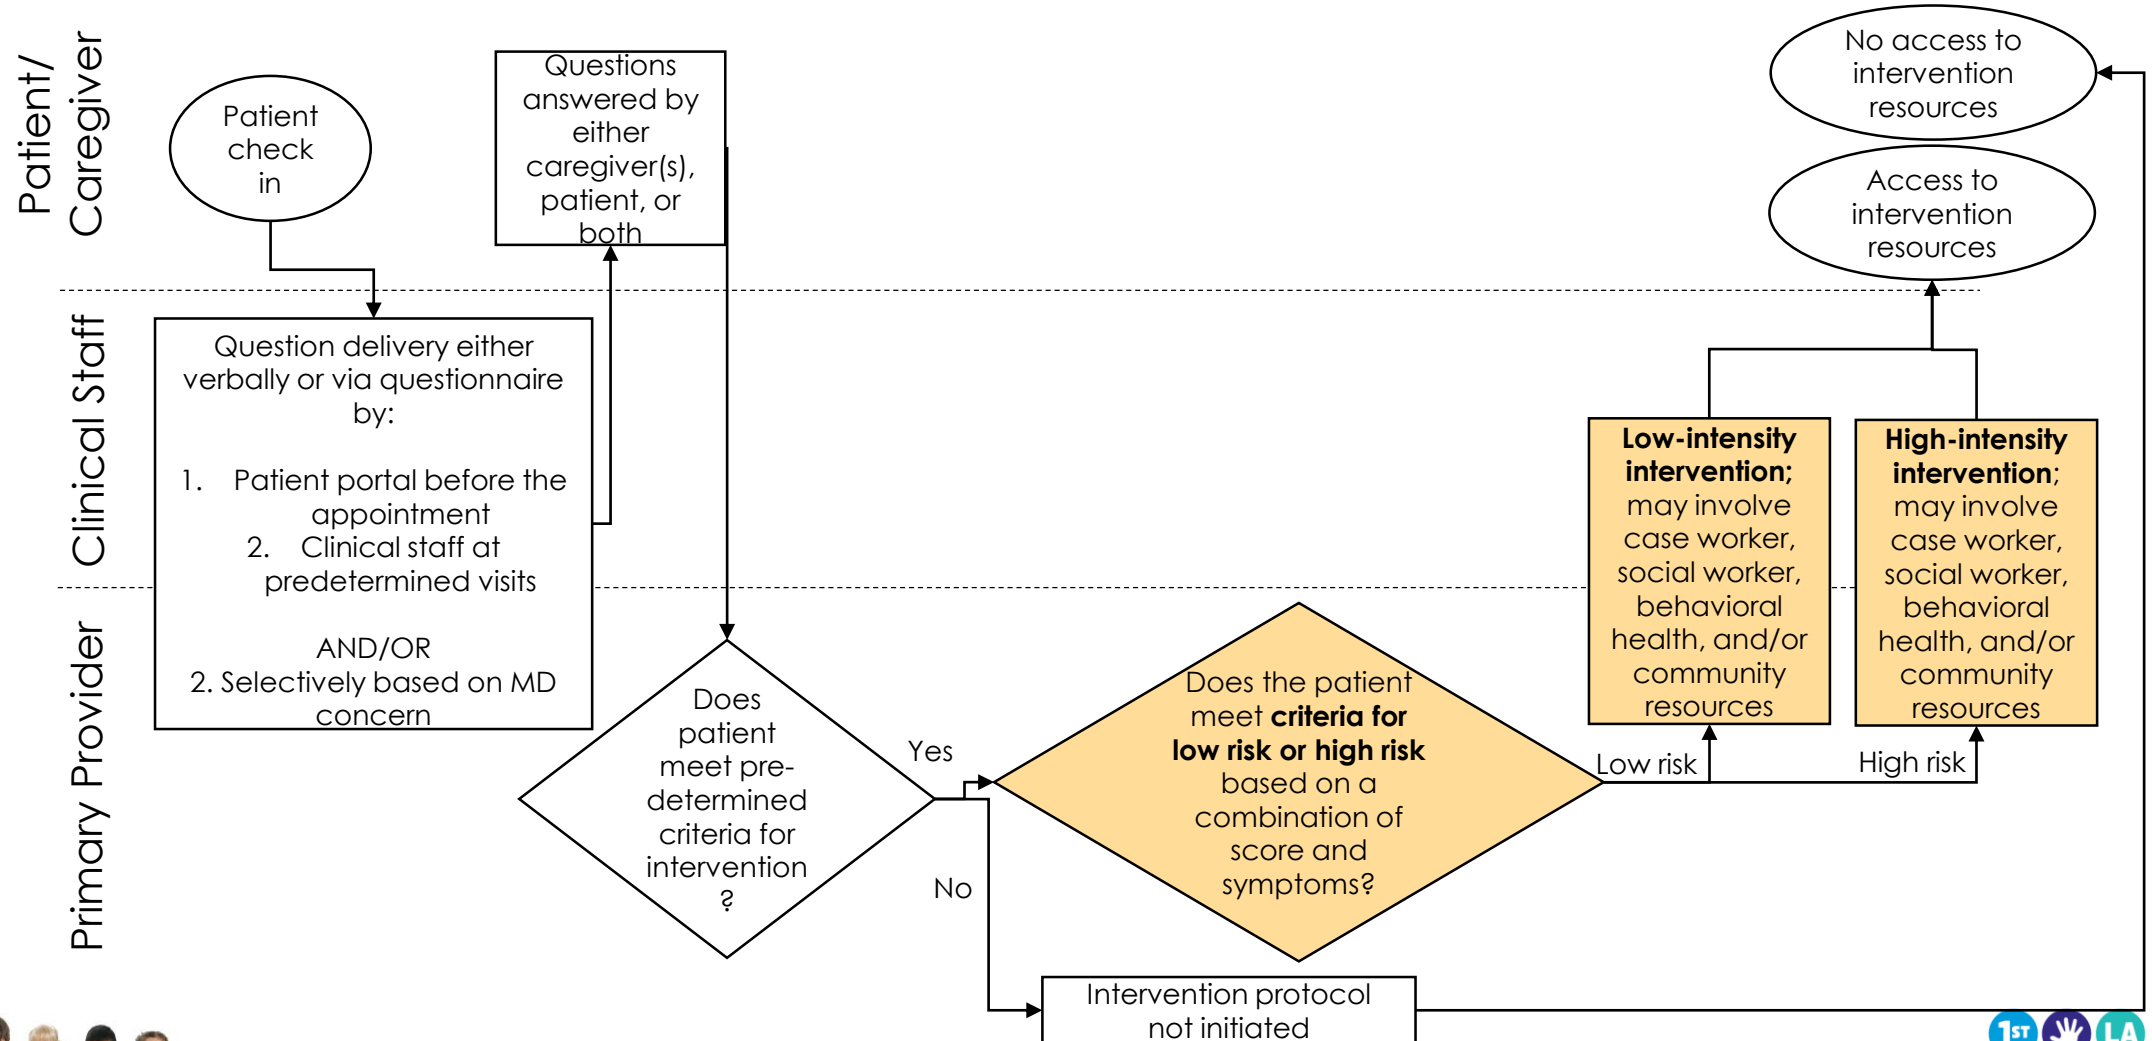 Patient/
Caregiver
Patient
check
in
Questions
answered by
either
caregiver(s),
patient, or
both
No access to
intervention
resources
Access to
intervention
resources
Clinical Staff
Question delivery either
verbally or via questionnaire
by:
1. Patient portal before the
appointment
2. Clinical staff at
predetermined visits
AND/OR
2. Selectively based on MD
concern
Low-intensity
intervention;
may involve
case worker,
social worker,
behavioral
health, and/or
community
resources
High-intensity
intervention;
may involve
case worker,
social worker,
behavioral
health, and/or
community
resources
Primary Provider
Does
patient
meet pre-
determined
criteria for
intervention
?
Yes
No
Does the patient
meet criteria for
low risk or high risk
based on a
combination of
score and
symptoms?
Low risk
High risk
Intervention protocol
not initiated
1ST LA